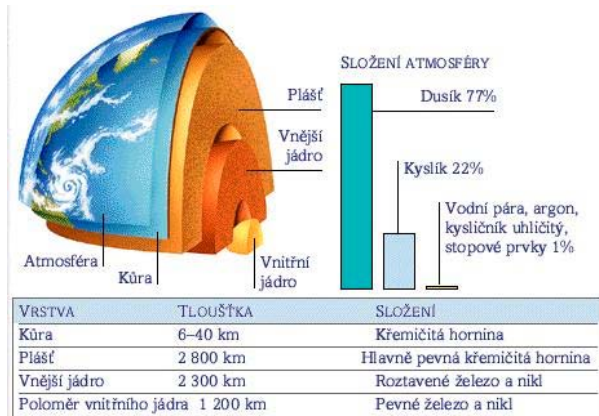 SLOŽENÍ ATMOSFÉRY
Plášť
Dusík 77%
Vnější
jádro
Kyslík 22%
Vodní pára, argon,
kysličník uhličitý,
stopové prvky 1%
Atmosféra
Kůra
Vnitřní
jádro
VRSTVA TLOUŠŤKA SLOŽENÍ
Kůra 6–40 km Křemičitá hornina
Plášť 2 800 km Hlavně pevná křemičitá hornina
Vnější jádro 2 300 km Roztavené železo a nikl
Poloměr vnitřního jádra 1 200 km Pevné železo a nikl